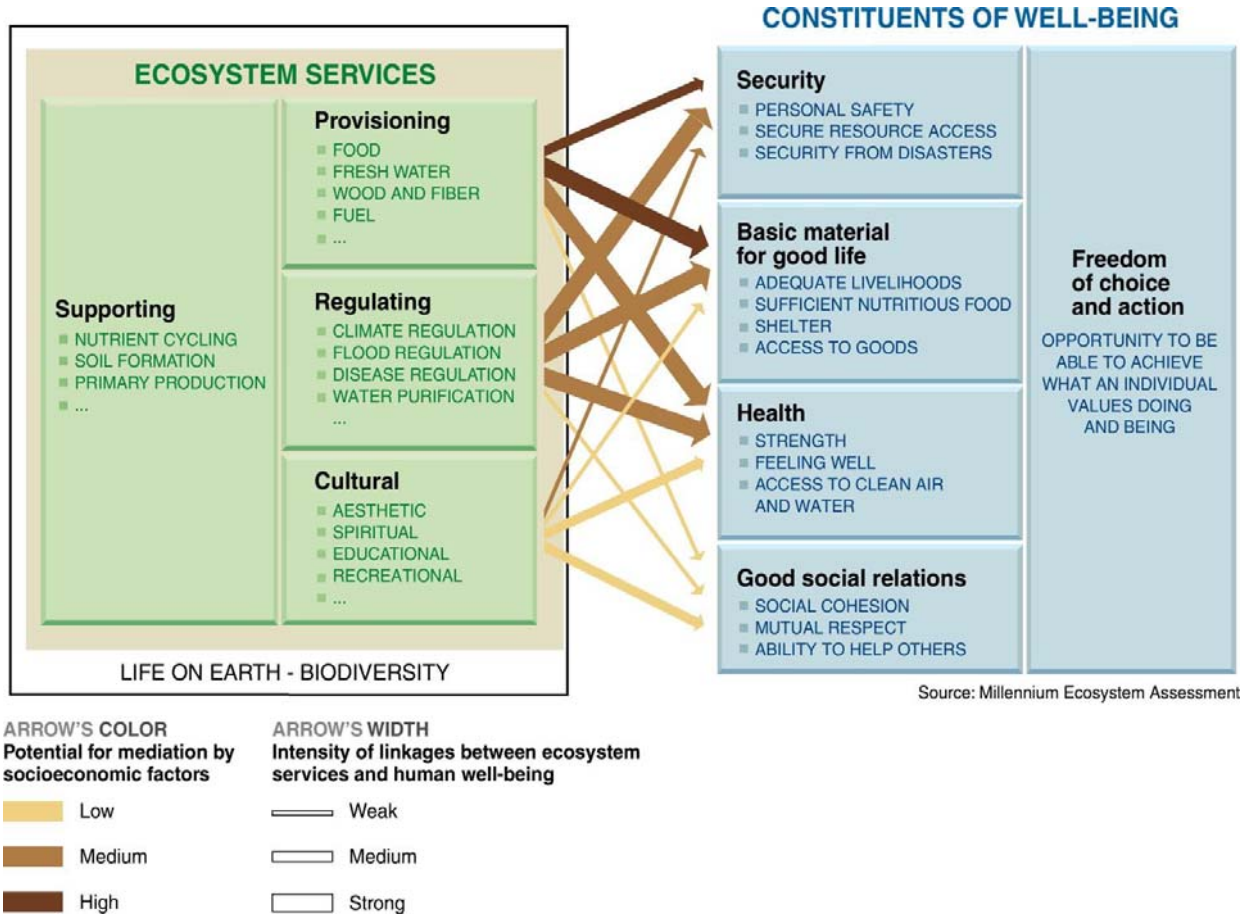 CONSTITUENTS OF WELL-BEING
ECOSYSTEM SERVICES
Supporting
NUTRIENT CYCLING
SOIL FORMATION
PRIMARY PRODUCTION
...
Provisioning
FOOD
FRESH WATER
WOOD AND FIBER
FUEL
...
Regulating
CLIMATE REGULATION
FLOOD REGULATION
DISEASE REGULATION
WATER PURIFICATION
...
Cultural
AESTHETIC
SPIRITUAL
EDUCATIONAL
RECREATIONAL
...
LIFE ON EARTH - BIODIVERSITY
Security
PERSONAL SAFETY
SECURE RESOURCE ACCESS
SECURITY FROM DISASTERS
Basic material
for good life
ADEQUATE LIVELIHOODS
SUFFICIENT NUTRITIOUS FOOD
SHELTER
ACCESS TO GOODS
Health
STRENGTH
FEELING WELL
ACCESS TO CLEAN AIR
AND WATER
Good social relations
SOCIAL COHESION
MUTUAL RESPECT
ABILITY TO HELP OTHERS
Freedom
of choice
and action
OPPORTUNITY TO BE
ABLE TO ACHIEVE
WHAT AN INDIVIDUAL
VALUES DOING
AND BEING
Source: Millennium Ecosystem Assessment
ARROW'S COLOR
Potential for mediation by
socioeconomic factors
Low
Medium
High
ARROW'S WIDTH
Intensity of linkages between ecosystem
services and human well-being
Weak
Medium
Strong